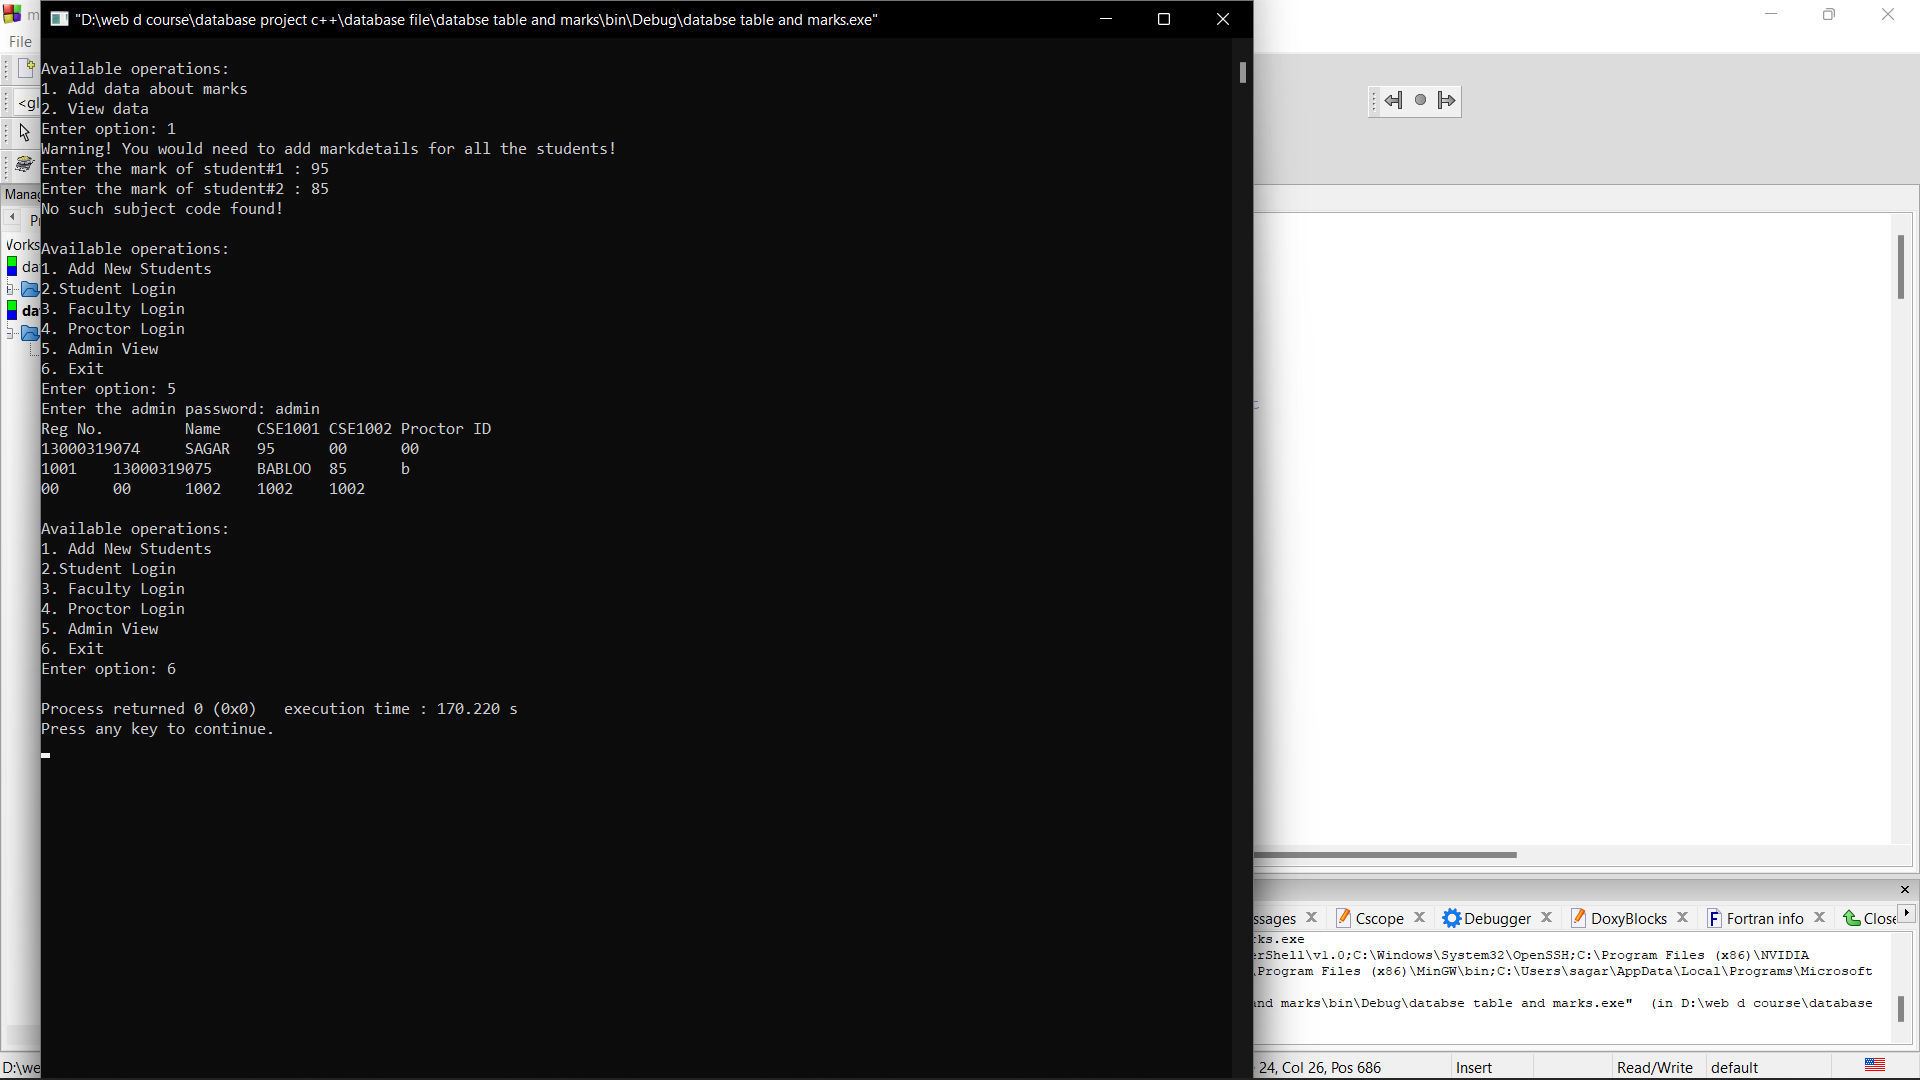 "D:\web d course\database project c++\database file\databse table and marks\bin\Debug\databse table and marks.exe"
File
Available operations:
1. Add data about marks
2. View data
Enter option: 1
Warning! You would need to add markdetails for all the students!
Enter the mark of student#1 : 95
Enter the mark of student#2 : 85
No such subject code found!
Available operations:
1. Add New Students
2.Student Login
3. Faculty Login
4. Proctor Login
5. Admin View
6. Exit
Enter option: 5
Enter the admin password: admin
Reg No. Name CSE1001 CSE1002 Proctor ID
13000319074 SAGAR 95 00 00
1001 13000319075 BABLOO 85 b
00 00 1002 1002 1002
Available operations:
1. Add New Students
2.Student Login
3. Faculty Login
4. Proctor Login
5. Admin View
6. Exit
Enter option: 6
Process returned 0 (0x0) execution time : 170.220 s
Press any key to continue.
<gl
Manag
Works
da
da
ssages Cscope Debugger DoxyBlocks Fortran info Close
ks.exe
erShell\v1.0;C:\Windows\System32\OpenSSH;C:\Program Files (x86)\NVIDIA
\Program Files (x86)\MinGW\bin;C:\Users\sagar\AppData\Local\Programs\Microsoft
and marks\bin\Debug\databse table and marks.exe" (in D:\web d course\database
D:\we 24, Col 26, Pos 686 Insert Read/Write default